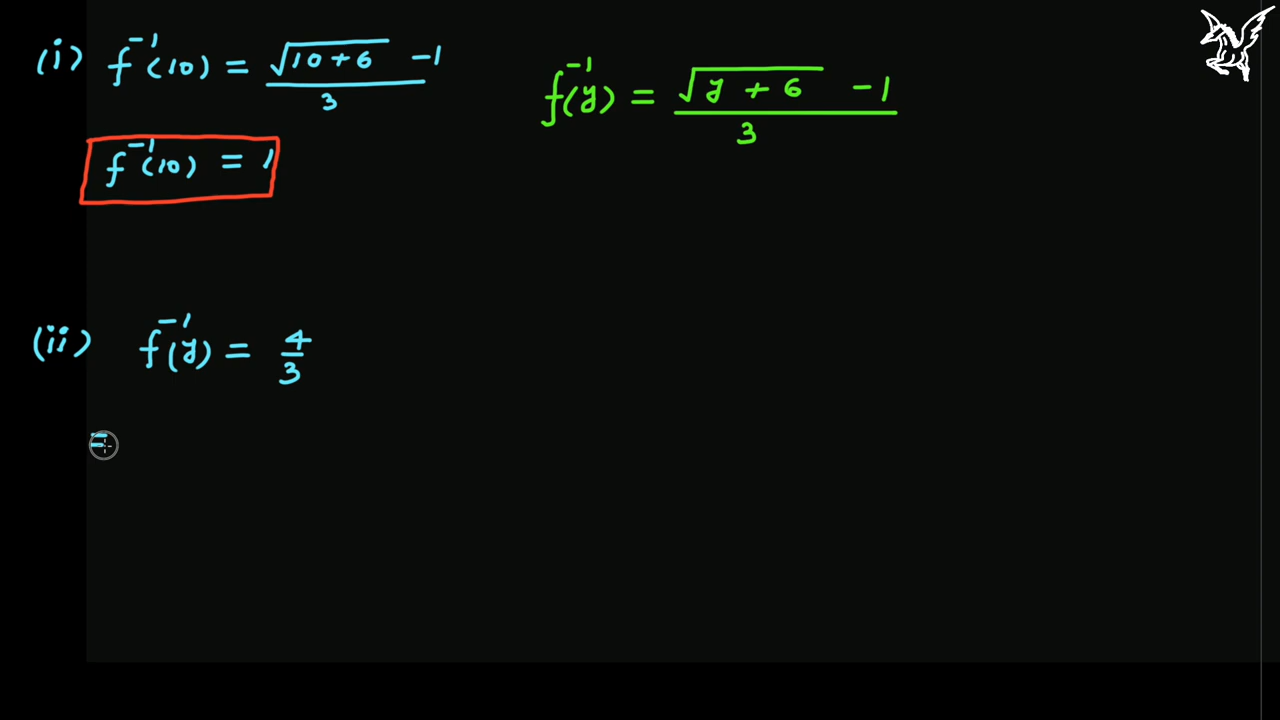 (i) f⁻¹(10) = (√(10+6) −1)/3
f⁻¹(y) = (√(y + 6) −1)/3
f⁻¹(10) = 1
(ii) f⁻¹(y) = 4/3
=